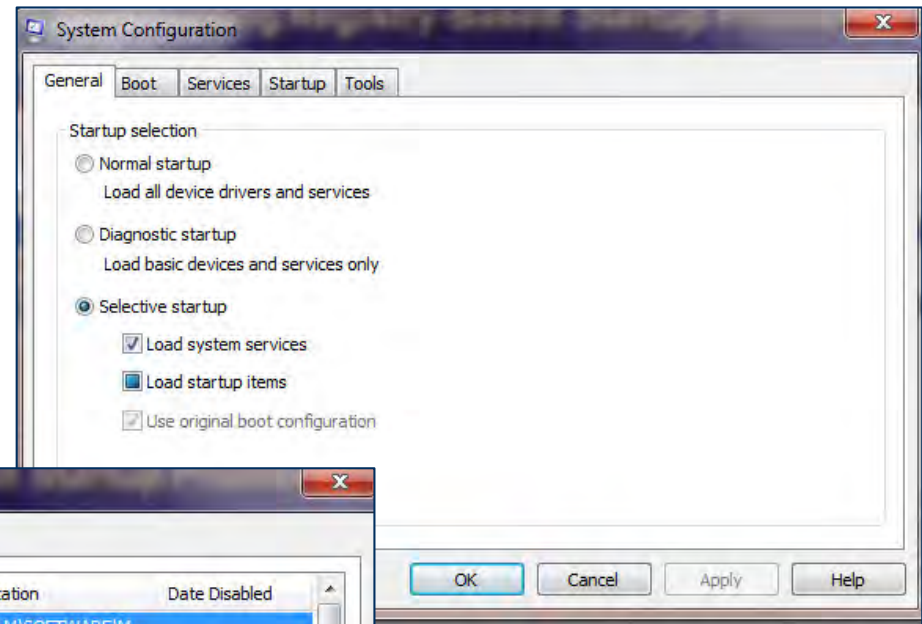 System Configuration
General Boot Services Startup Tools
Startup selection
Normal startup
Load all device drivers and services
Diagnostic startup
Load basic devices and services only
Selective startup
Load system services
Load startup items
Use original boot configuration
OK Cancel Apply Help
ation Date Disabled